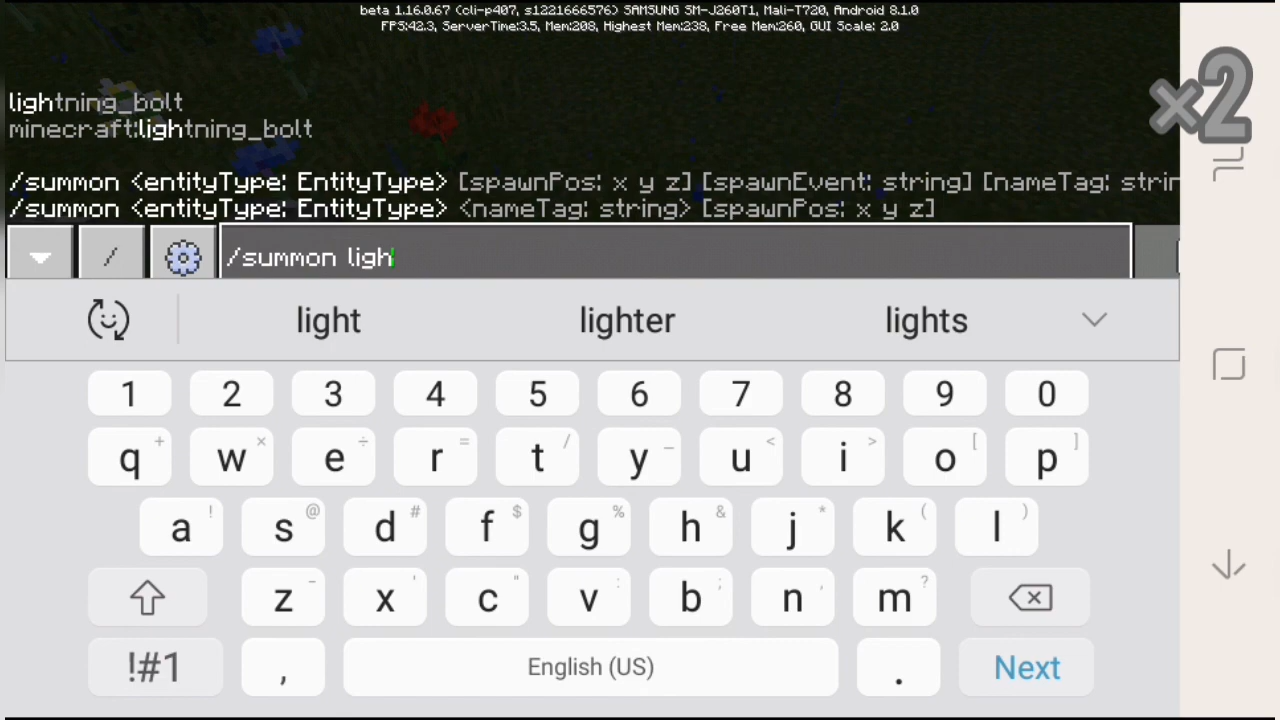 beta 1.16.0.67 (cli-p407, s1221666576) SAMSUNG SM-J260T1, Mali-T720, Android 8.1.0
FPS:42.3, ServerTime:3.5, Mem:208, Highest Mem:238, Free Mem:260, GUI Scale: 2.0
×2
lightning_bolt
minecraft:lightning_bolt
/summon <entityType: EntityType> [spawnPos: x y z] [spawnEvent: string] [nameTag: strin
/summon <entityType: EntityType> <nameTag: string> [spawnPos: x y z]
/ /summon ligh
light lighter lights
1 2 3 4 5 6 7 8 9 0
+ × ÷ = / _ < > [ ]
q w e r t y u i o p
! @ # $ % & * ( )
a s d f g h j k l
- ' " : ; , ?
z x c v b n m
!#1 , English (US) . Next